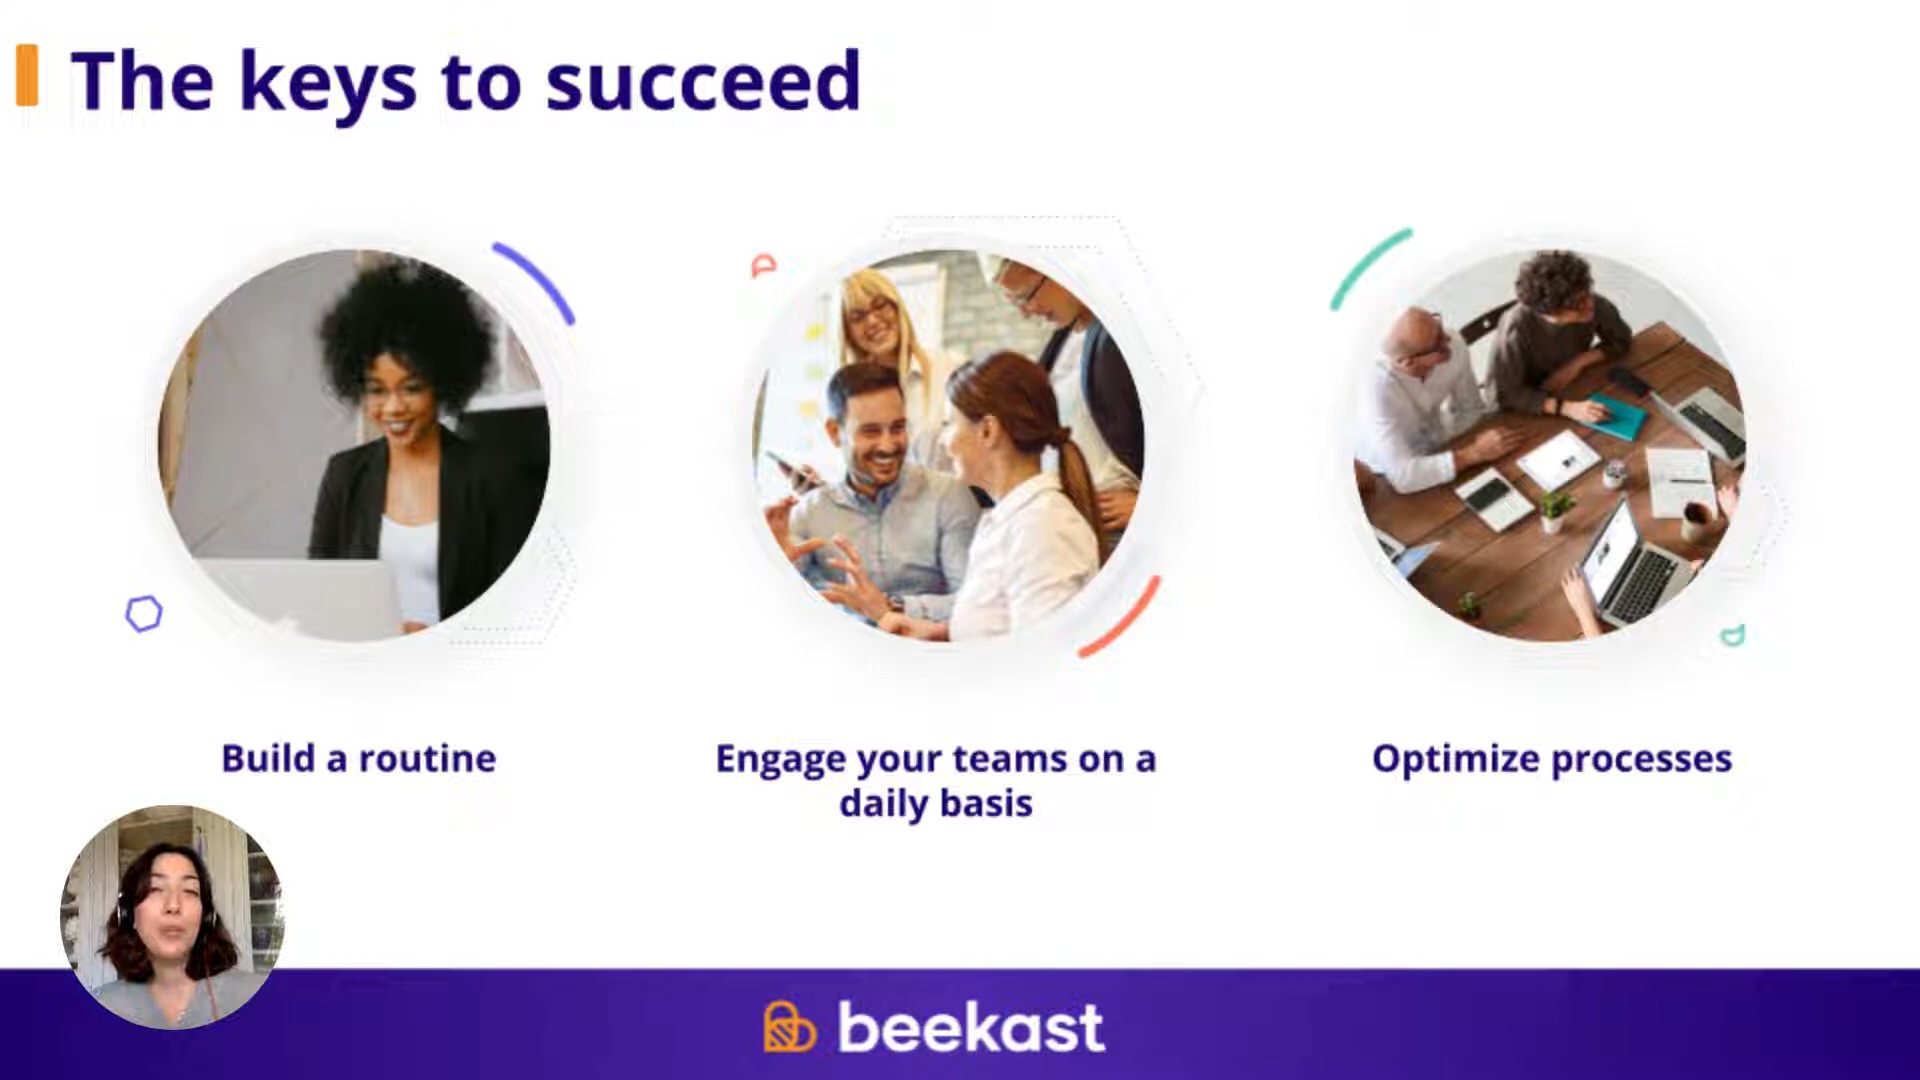 The keys to succeed
Build a routine
Engage your teams on a
daily basis
Optimize processes
beekast